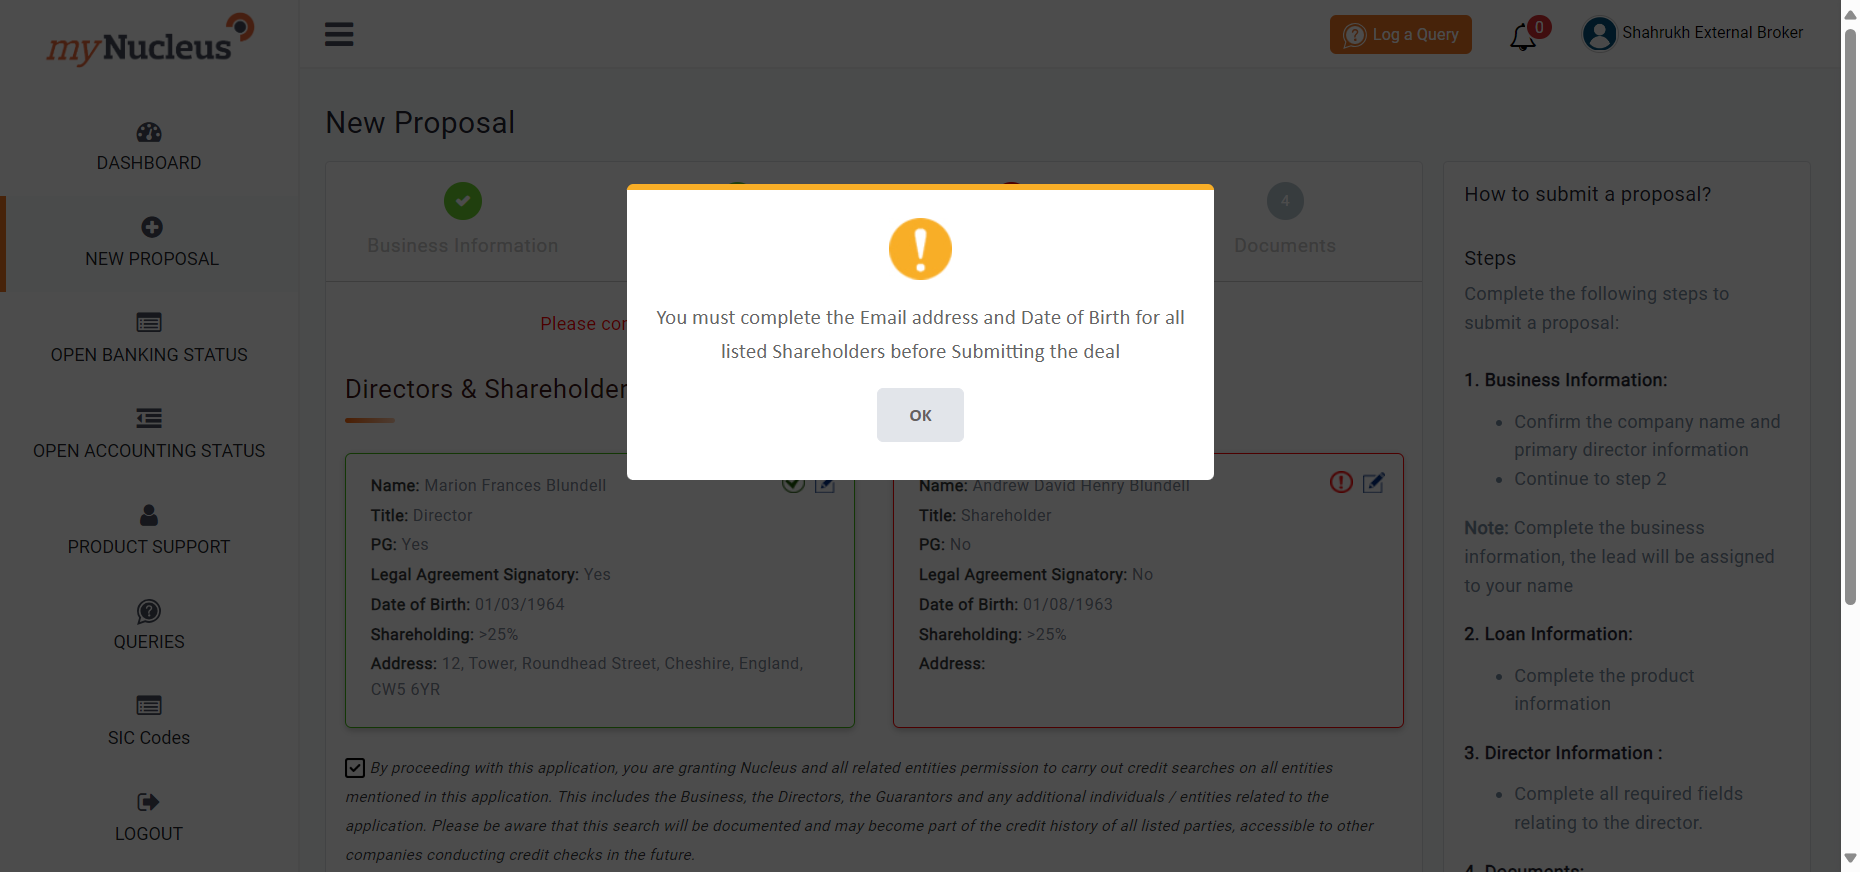 myNucleus
Log a Query
0
Shahrukh External Broker
DASHBOARD
NEW PROPOSAL
OPEN BANKING STATUS
OPEN ACCOUNTING STATUS
PRODUCT SUPPORT
QUERIES
SIC Codes
LOGOUT
New Proposal
Business Information
4
Documents
Please
Directors & Shareholder
You must complete the Email address and Date of Birth for all
listed Shareholders before Submitting the deal
OK
Name: Marion Frances Blundell
Title: Director
PG: Yes
Legal Agreement Signatory: Yes
Date of Birth: 01/03/1964
Shareholding: >25%
Address: 12, Tower, Roundhead Street, Cheshire, England,
CW5 6YR
Name: Andrew David Henry Blundell
Title: Shareholder
PG: No
Legal Agreement Signatory: No
Date of Birth: 01/08/1963
Shareholding: >25%
Address:
By proceeding with this application, you are granting Nucleus and all related entities permission to carry out credit searches on all entities
mentioned in this application. This includes the Business, the Directors, the Guarantors and any additional individuals / entities related to the
application. Please be aware that this search will be documented and may become part of the credit history of all listed parties, accessible to other
companies conducting credit checks in the future.
How to submit a proposal?
Steps
Complete the following steps to
submit a proposal:
1. Business Information:
• Confirm the company name and
primary director information
• Continue to step 2
Note: Complete the business
information, the lead will be assigned
to your name
2. Loan Information:
• Complete the product
information
3. Director Information :
• Complete all required fields
relating to the director.
4. Documents: